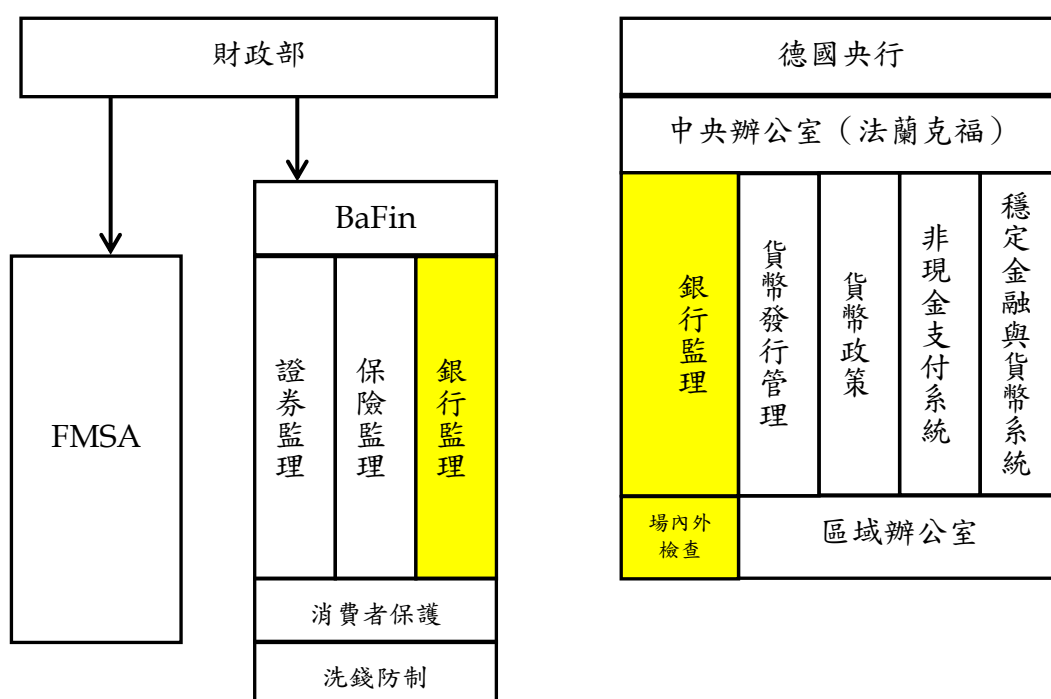 財政部
FMSA
BaFin
證券監理
保險監理
銀行監理
消費者保護
洗錢防制
德國央行
中央辦公室（法蘭克福）
銀行監理
貨幣發行管理
貨幣政策
非現金支付系統
穩定金融與貨幣系統
場內外
檢查
區域辦公室